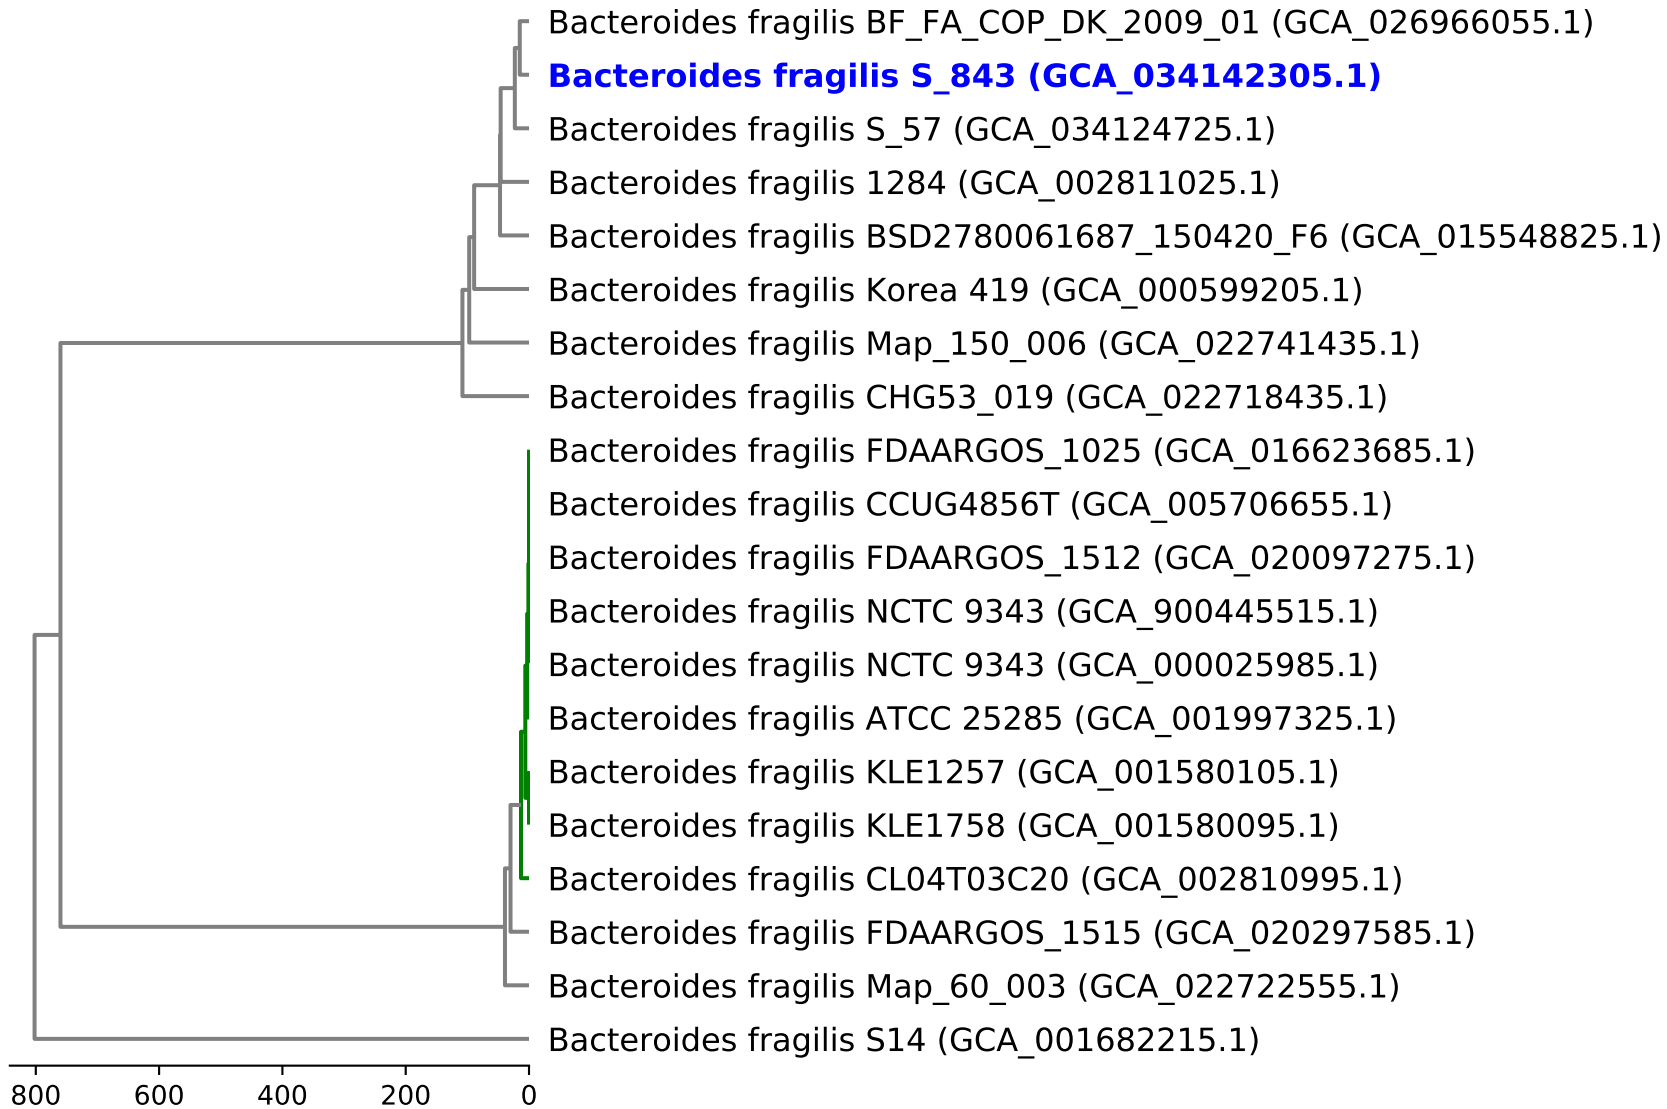 Bacteroides fragilis BF_FA_COP_DK_2009_01 (GCA_026966055.1)
Bacteroides fragilis S_843 (GCA_034142305.1)
Bacteroides fragilis S_57 (GCA_034124725.1)
Bacteroides fragilis 1284 (GCA_002811025.1)
Bacteroides fragilis BSD2780061687_150420_F6 (GCA_015548825.1)
Bacteroides fragilis Korea 419 (GCA_000599205.1)
Bacteroides fragilis Map_150_006 (GCA_022741435.1)
Bacteroides fragilis CHG53_019 (GCA_022718435.1)
Bacteroides fragilis FDAARGOS_1025 (GCA_016623685.1)
Bacteroides fragilis CCUG4856T (GCA_005706655.1)
Bacteroides fragilis FDAARGOS_1512 (GCA_020097275.1)
Bacteroides fragilis NCTC 9343 (GCA_900445515.1)
Bacteroides fragilis NCTC 9343 (GCA_000025985.1)
Bacteroides fragilis ATCC 25285 (GCA_001997325.1)
Bacteroides fragilis KLE1257 (GCA_001580105.1)
Bacteroides fragilis KLE1758 (GCA_001580095.1)
Bacteroides fragilis CL04T03C20 (GCA_002810995.1)
Bacteroides fragilis FDAARGOS_1515 (GCA_020297585.1)
Bacteroides fragilis Map_60_003 (GCA_022722555.1)
Bacteroides fragilis S14 (GCA_001682215.1)
800 600 400 200 0